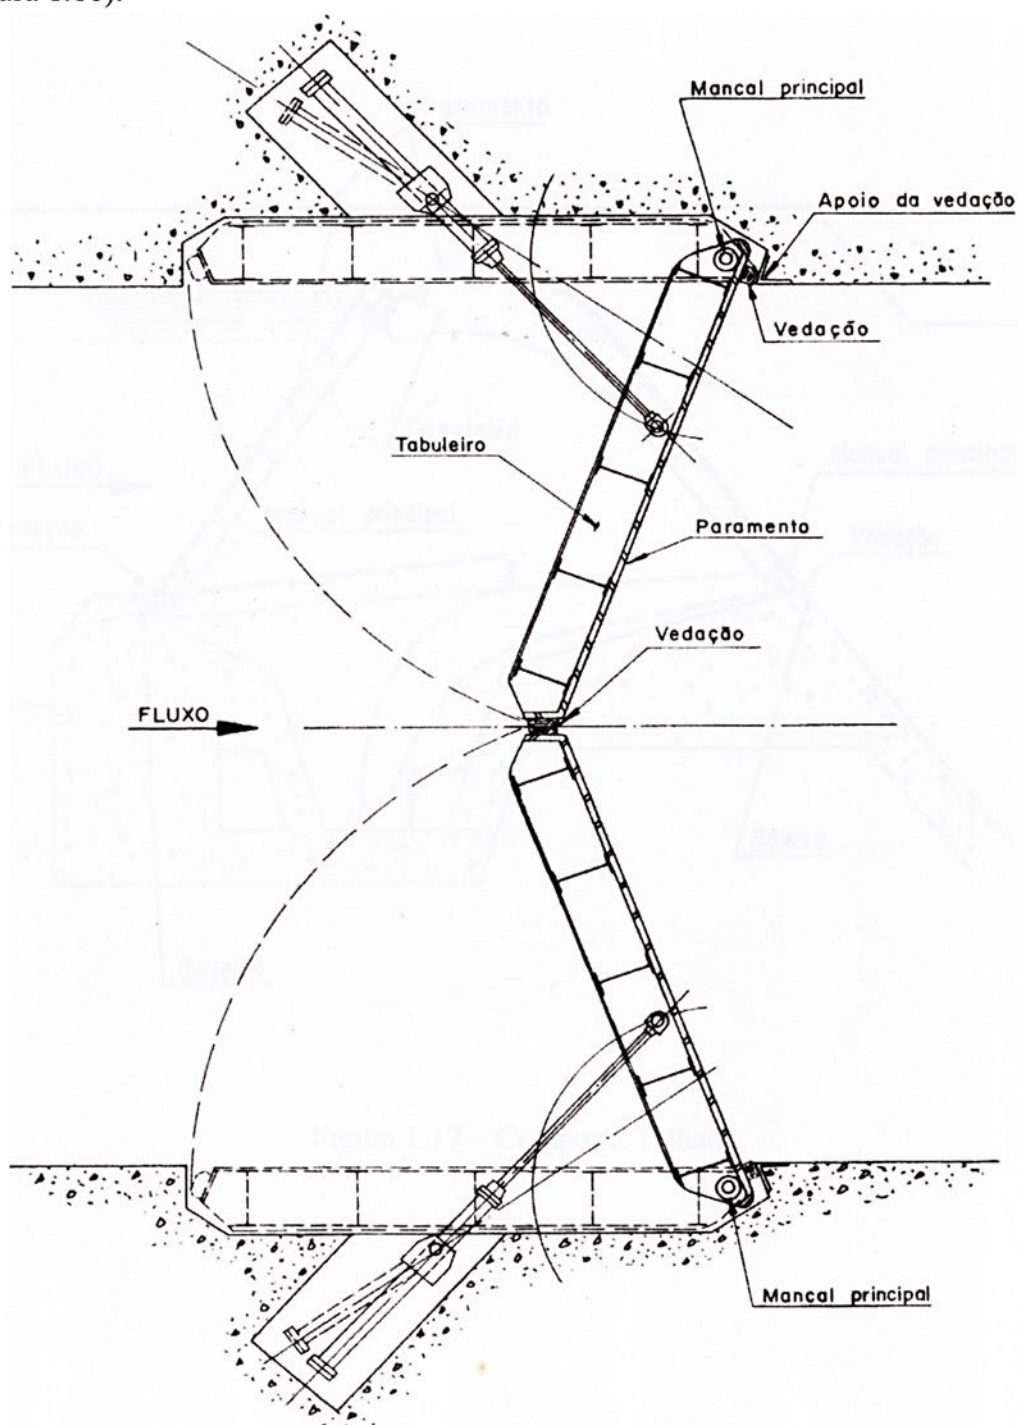 Mancal principal
Apoio da vedação
Vedação
Tabuleiro
Paramento
Vedação
FLUXO
Mancal principal